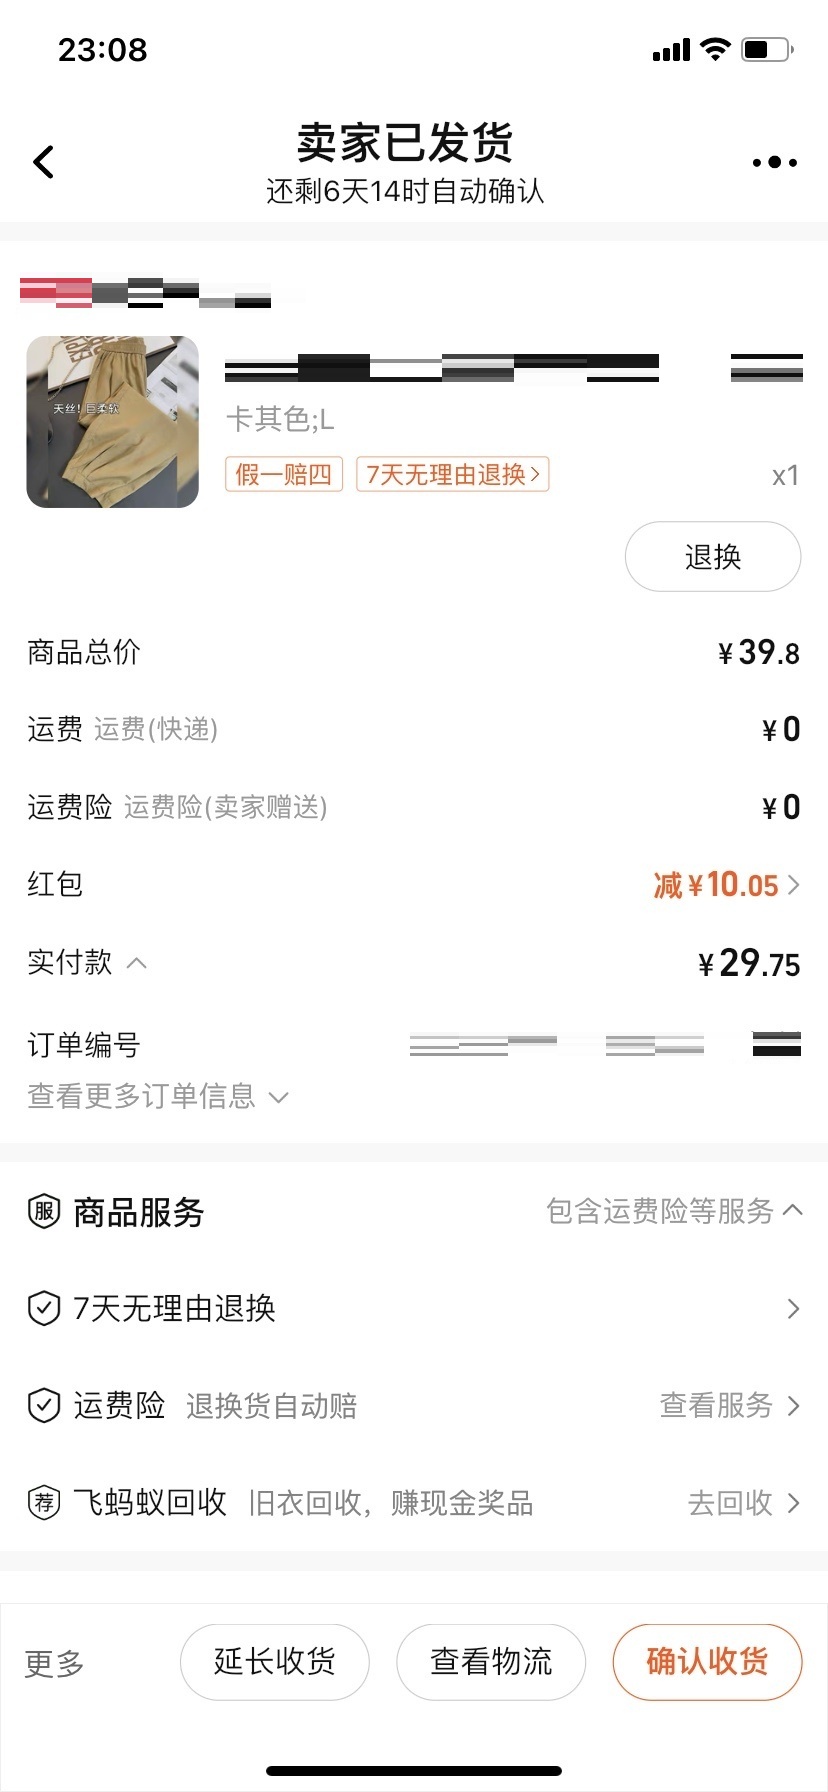 23:08
卖家已发货
还剩6天14时自动确认
天丝！巨柔软
卡其色;L
假一赔四 7天无理由退换
x1
退换
商品总价 ¥39.8
运费 运费(快递) ¥0
运费险 运费险(卖家赠送) ¥0
红包 减¥10.05
实付款 ¥29.75
订单编号
查看更多订单信息
服 商品服务 包含运费险等服务
7天无理由退换
运费险 退换货自动赔 查看服务
荐 飞蚂蚁回收 旧衣回收，赚现金奖品 去回收
更多 延长收货 查看物流 确认收货